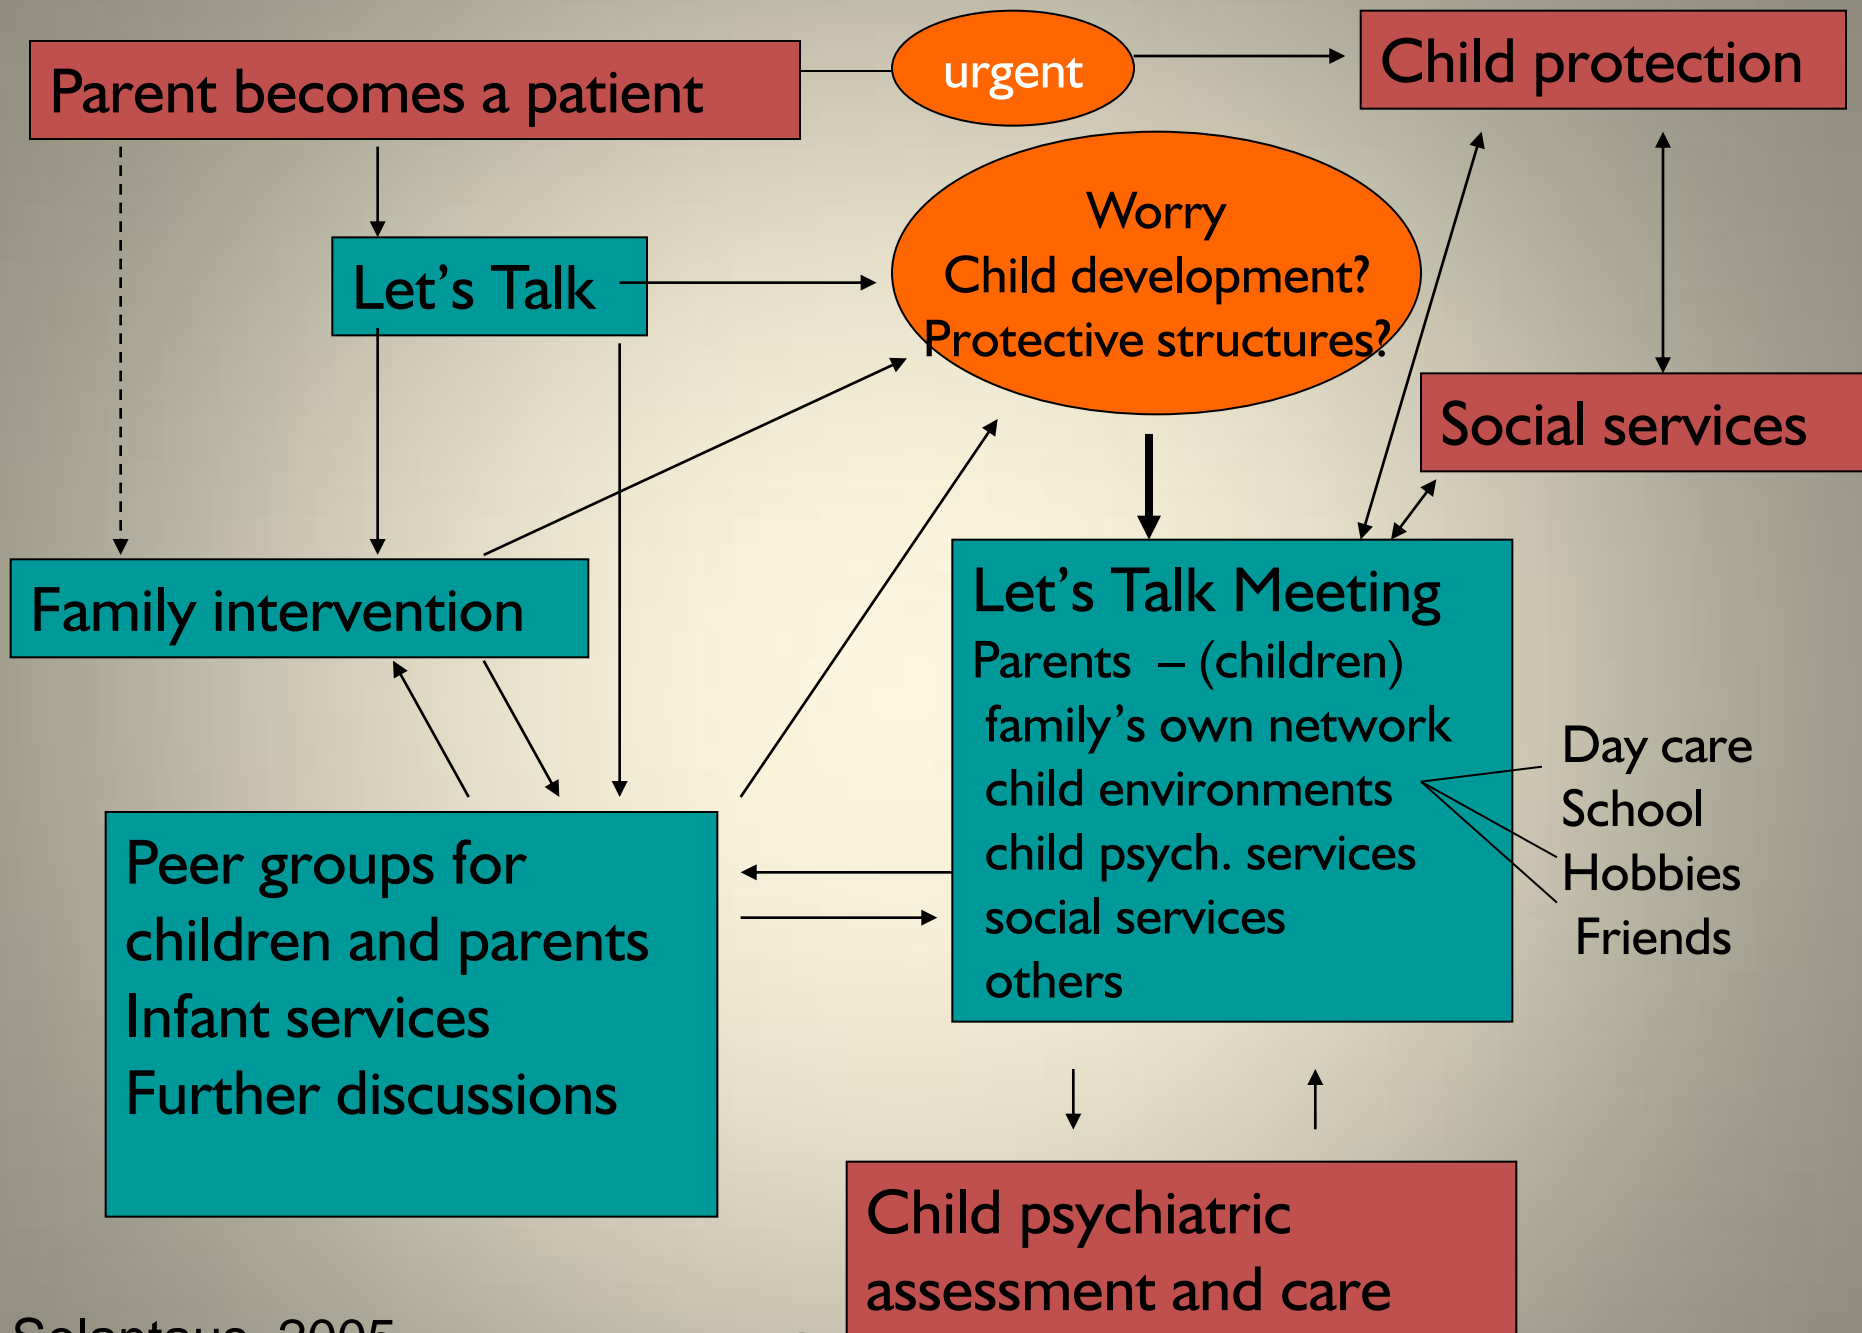 Parent becomes a patient
urgent
Child protection
Worry
Child development?
Protective structures?
Let’s Talk
Social services
Family intervention
Let’s Talk Meeting
Parents – (children)
family’s own network
child environments
child psych. services
social services
others
Day care
School
Hobbies
Friends
Peer groups for
children and parents
Infant services
Further discussions
Child psychiatric
assessment and care
Solantaus, 2005